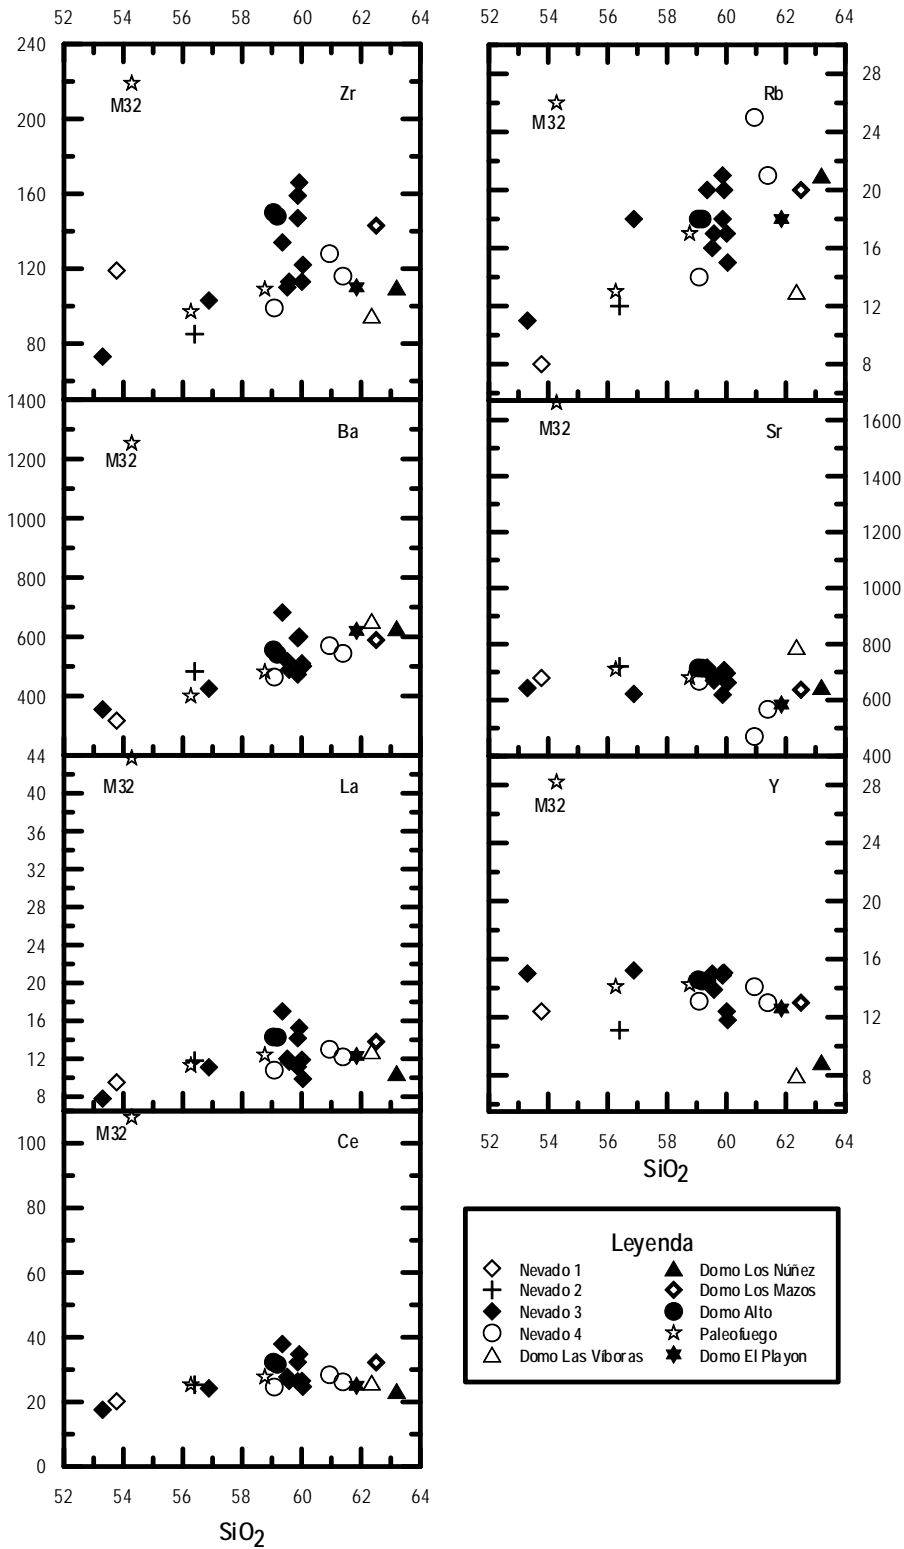 52 54 56 58 60 62 64
240
200
160
120
80
Zr
M32
1400
1200
1000
800
600
400
Ba
M32
44
40
36
32
28
24
20
16
12
8
La
M32
100
80
60
40
20
0
Ce
M32
52 54 56 58 60 62 64
SiO2
52 54 56 58 60 62 64
28
24
20
16
12
8
Rb
M32
1600
1400
1200
1000
800
600
400
Sr
M32
28
24
20
16
12
8
Y
M32
52 54 56 58 60 62 64
SiO2
Leyenda
Nevado 1
Nevado 2
Nevado 3
Nevado 4
Domo Las Víboras
Domo Los Núñez
Domo Los Mazos
Domo Alto
Paleofuego
Domo El Playon